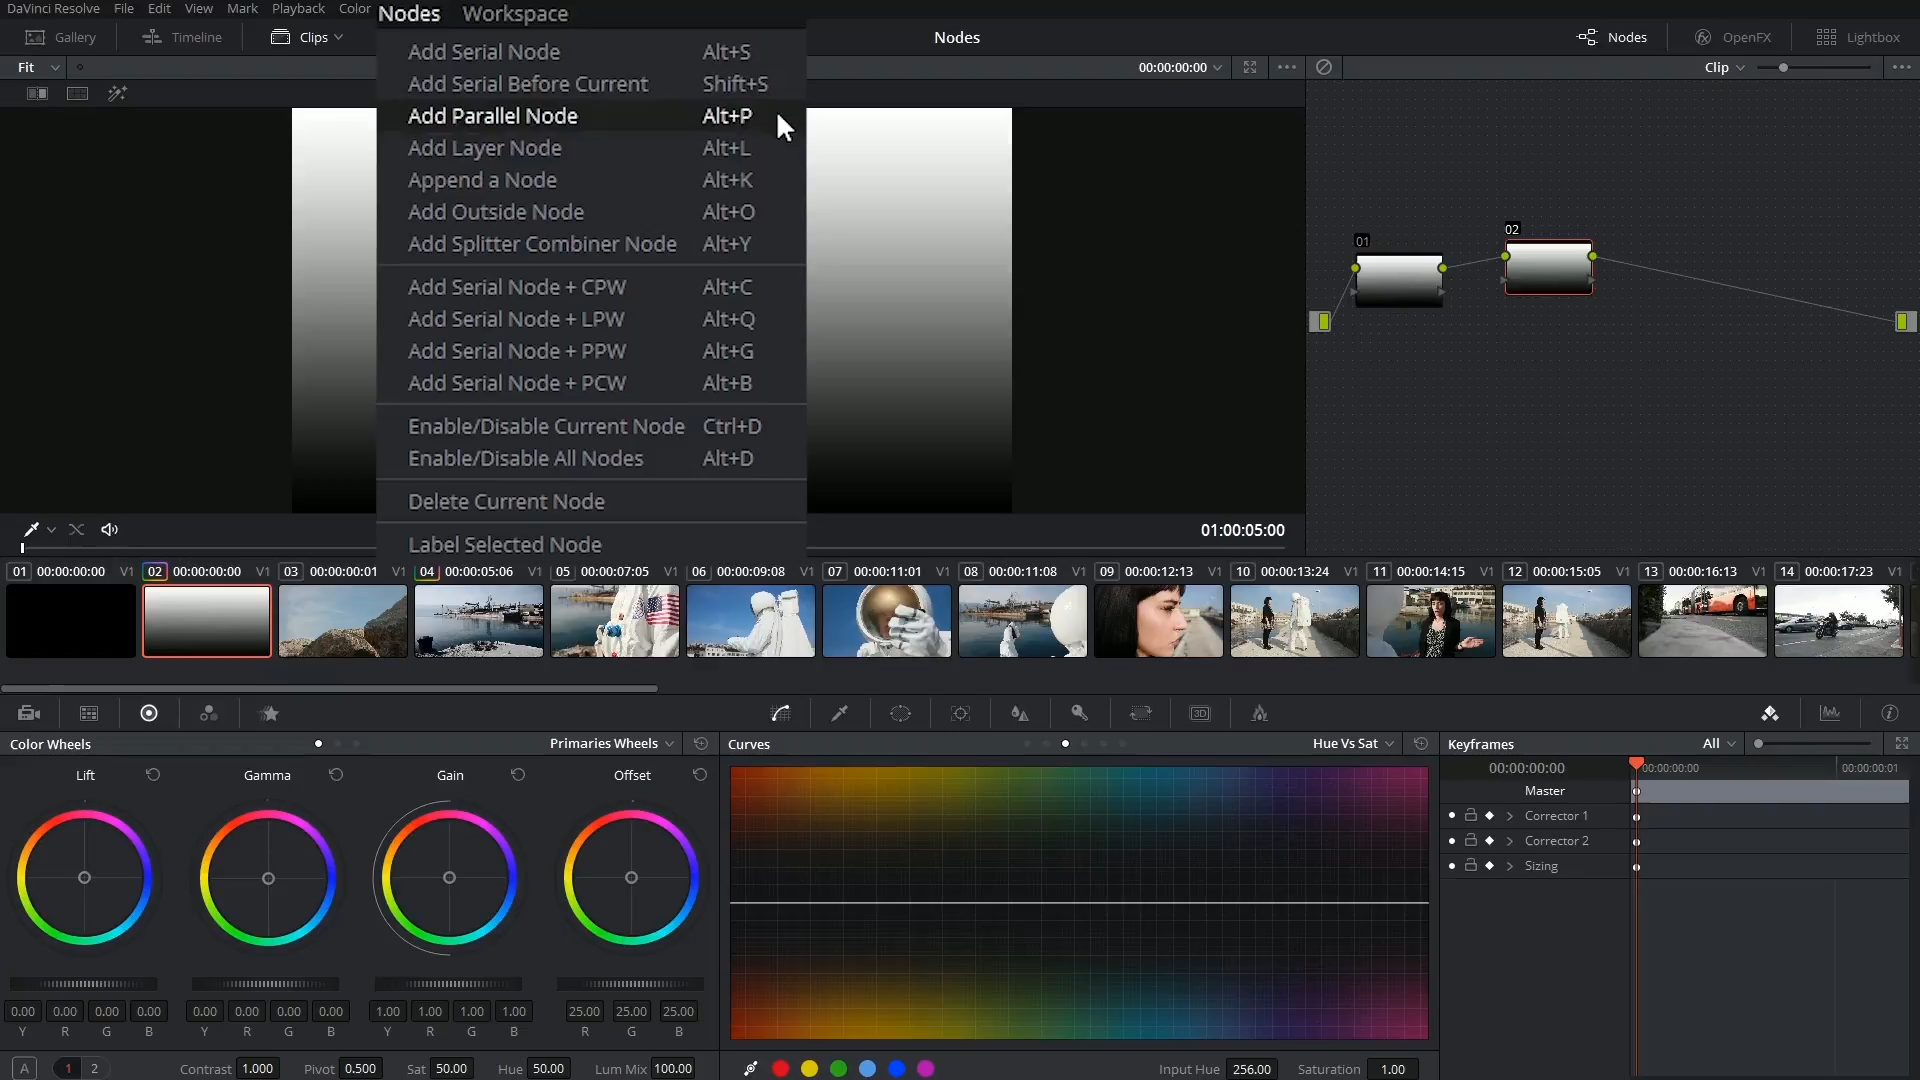 DaVinci Resolve File Edit View Mark Playback Color Nodes Workspace
Gallery Timeline Clips Nodes Nodes OpenFX Lightbox
Fit 00:00:00:00 Clip
Add Serial Node Alt+S
Add Serial Before Current Shift+S
Add Parallel Node Alt+P
Add Layer Node Alt+L
Append a Node Alt+K
Add Outside Node Alt+O
Add Splitter Combiner Node Alt+Y
Add Serial Node + CPW Alt+C
Add Serial Node + LPW Alt+Q
Add Serial Node + PPW Alt+G
Add Serial Node + PCW Alt+B
Enable/Disable Current Node Ctrl+D
Enable/Disable All Nodes Alt+D
Delete Current Node
Label Selected Node
01 02
01:00:05:00
01 00:00:00:00 V1 02 00:00:00:00 V1 03 00:00:00:01 V1 04 00:00:05:06 V1 05 00:00:07:05 V1 06 00:00:09:08 V1 07 00:00:11:01 V1 08 00:00:11:08 V1 09 00:00:12:13 V1 10 00:00:13:24 V1 11 00:00:14:15 V1 12 00:00:15:05 V1 13 00:00:16:13 V1 14 00:00:17:23 V1
3D
Color Wheels Primaries Wheels Curves Hue Vs Sat Keyframes All
Lift Gamma Gain Offset
00:00:00:00 00:00:00:00 00:00:00:01
Master
Corrector 1
Corrector 2
Sizing
0.00 0.00 0.00 0.00 0.00 0.00 0.00 0.00 1.00 1.00 1.00 1.00 25.00 25.00 25.00
Y R G B Y R G B Y R G B R G B
A 1 2 Contrast 1.000 Pivot 0.500 Sat 50.00 Hue 50.00 Lum Mix 100.00 Input Hue 256.00 Saturation 1.00